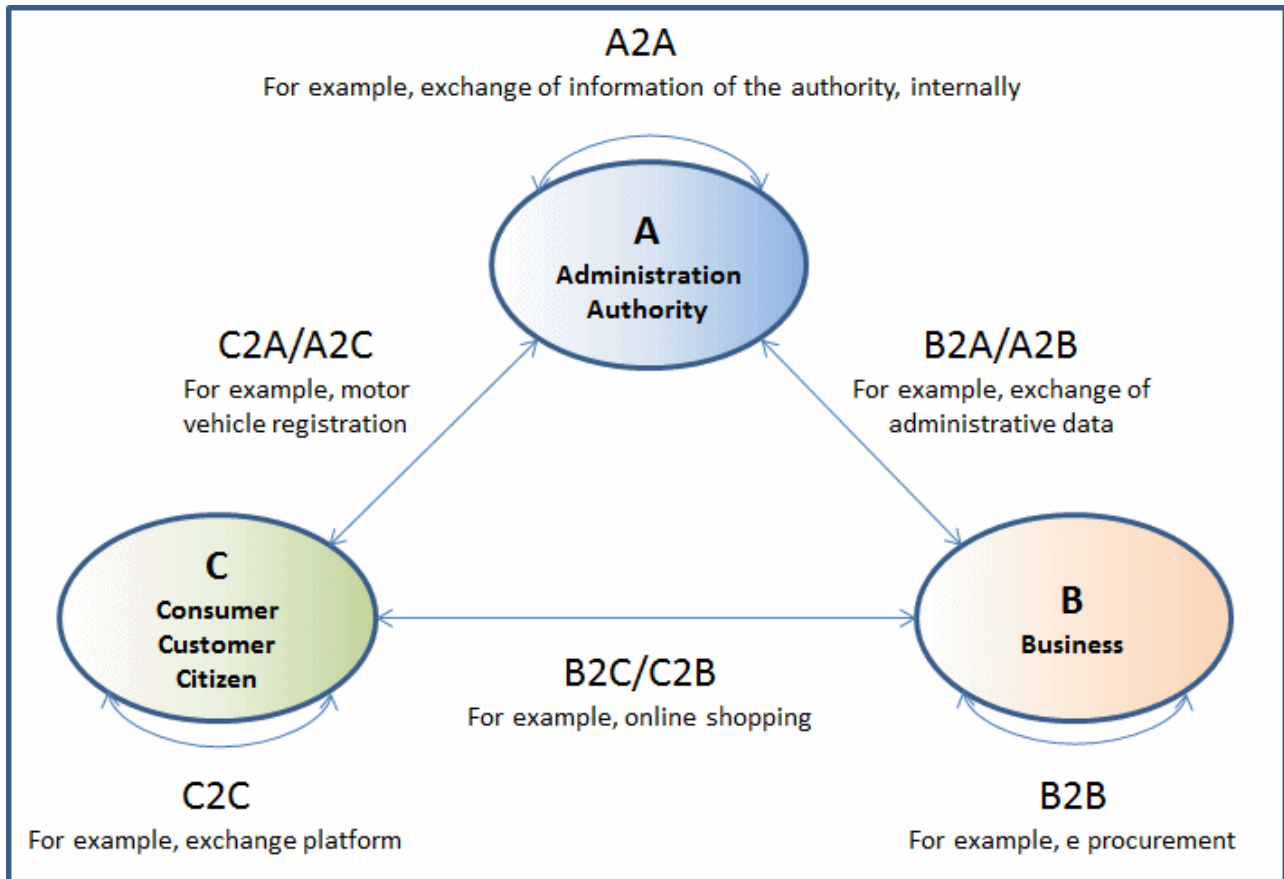 A2A
For example, exchange of information of the authority, internally
A
Administration
Authority
C2A/A2C
For example, motor
vehicle registration
B2A/A2B
For example, exchange of
administrative data
C
Consumer
Customer
Citizen
B
Business
B2C/C2B
For example, online shopping
C2C
For example, exchange platform
B2B
For example, e procurement